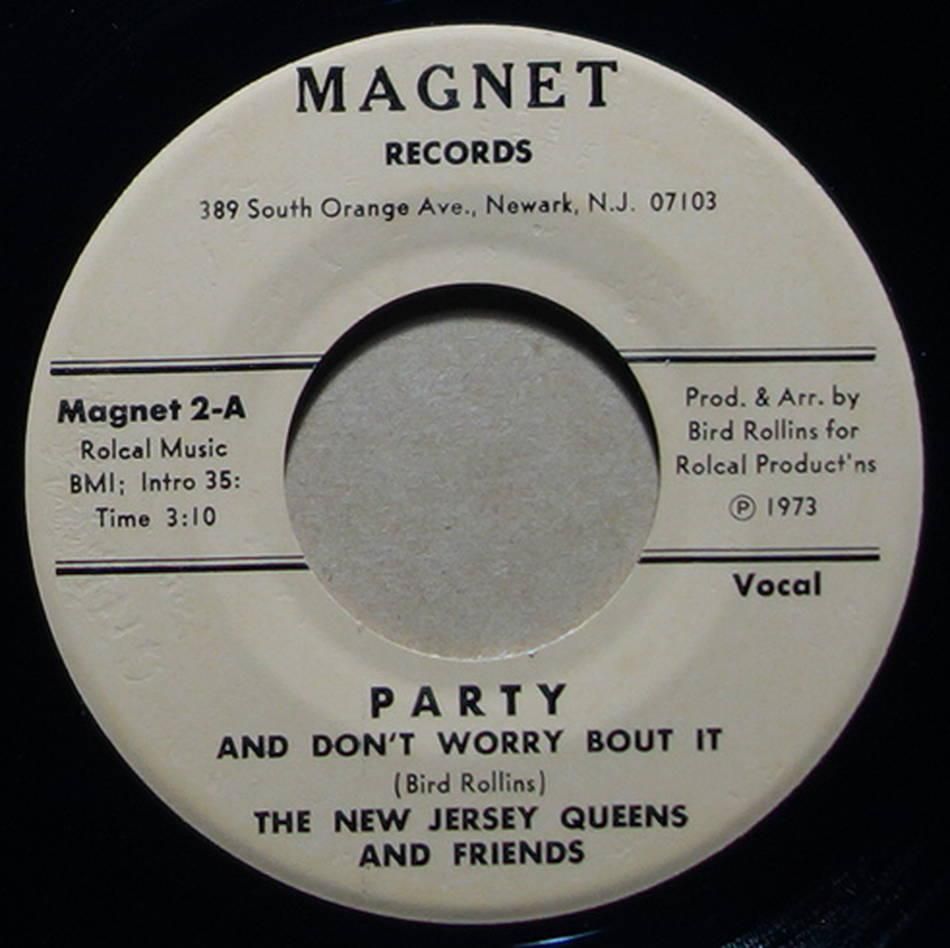 MAGNET
RECORDS
389 South Orange Ave., Newark, N.J. 07103
Magnet 2-A
Rolcal Music
BMI; Intro 35:
Time 3:10
Prod. & Arr. by
Bird Rollins for
Rolcal Product'ns
Ⓟ 1973
Vocal
PARTY
AND DON'T WORRY BOUT IT
(Bird Rollins)
THE NEW JERSEY QUEENS
AND FRIENDS